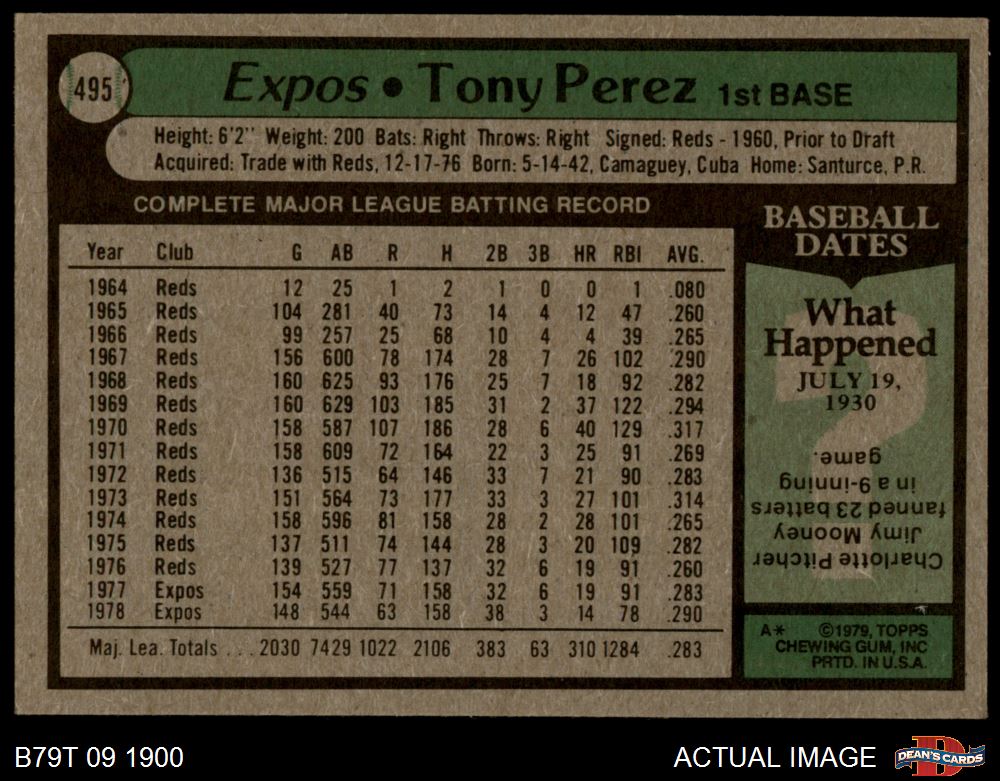 495
Expos • Tony Perez 1st BASE
Height: 6'2" Weight: 200 Bats: Right Throws: Right Signed: Reds - 1960, Prior to Draft
Acquired: Trade with Reds, 12-17-76 Born: 5-14-42, Camaguey, Cuba Home: Santurce, P.R.
COMPLETE MAJOR LEAGUE BATTING RECORD
Year Club G AB R H 2B 3B HR RBI AVG.
1964 Reds 12 25 1 2 1 0 0 1 .080
1965 Reds 104 281 40 73 14 4 12 47 .260
1966 Reds 99 257 25 68 10 4 4 39 .265
1967 Reds 156 600 78 174 28 7 26 102 .290
1968 Reds 160 625 93 176 25 7 18 92 .282
1969 Reds 160 629 103 185 31 2 37 122 .294
1970 Reds 158 587 107 186 28 6 40 129 .317
1971 Reds 158 609 72 164 22 3 25 91 .269
1972 Reds 136 515 64 146 33 7 21 90 .283
1973 Reds 151 564 73 177 33 3 27 101 .314
1974 Reds 158 596 81 158 28 2 28 101 .265
1975 Reds 137 511 74 144 28 3 20 109 .282
1976 Reds 139 527 77 137 32 6 19 91 .260
1977 Expos 154 559 71 158 32 6 19 91 .283
1978 Expos 148 544 63 158 38 3 14 78 .290
Maj. Lea. Totals . . . 2030 7429 1022 2106 383 63 310 1284 .283
BASEBALL
DATES
What
Happened
JULY 19,
1930
Charlotte Pitcher
Jimy Mooney
fanned 23 batters
in a 9-inning
game.
A* ©1979, TOPPS
CHEWING GUM, INC
PRTD. IN U.S.A.
B79T 09 1900
ACTUAL IMAGE
D
DEAN'S CARDS